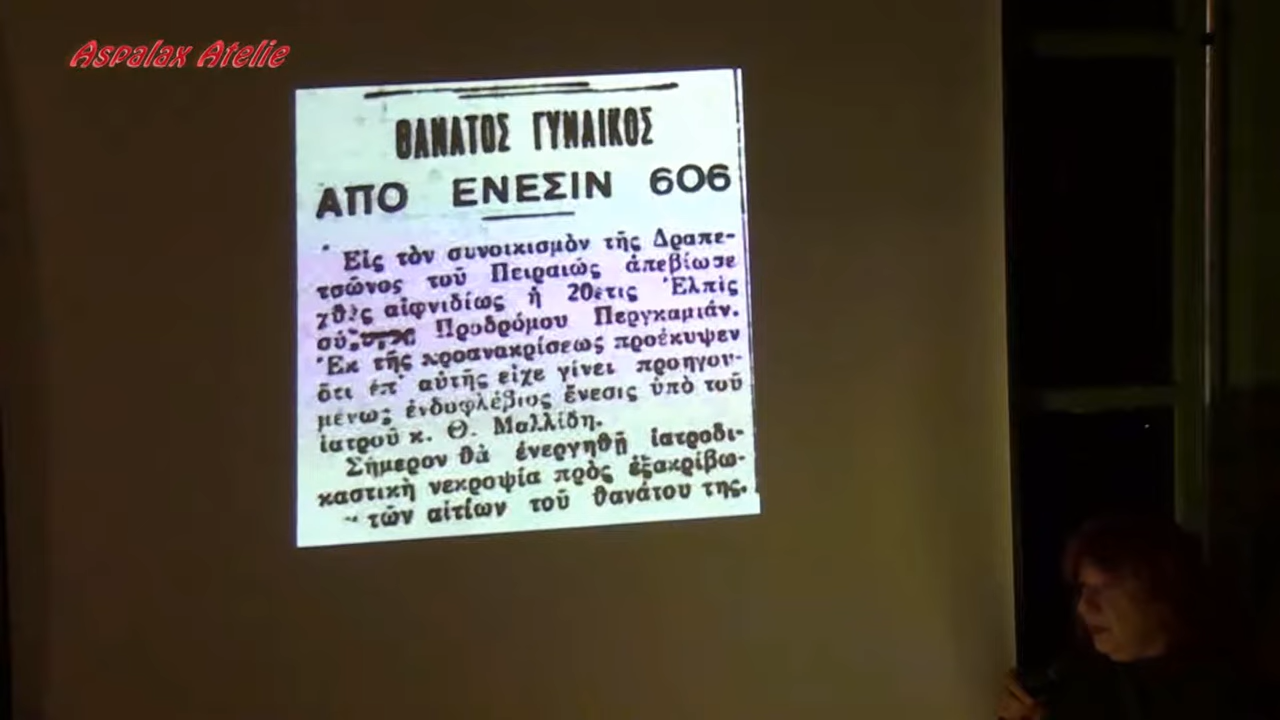 Aspalax Atelie
ΘΑΝΑΤΟΣ ΓΥΝΑΙΚΟΣ
ΑΠΟ ΕΝΕΣΙΝ 606
Εἰς τὸν συνοικισμὸν τῆς Δραπε-
τσῶνος τοῦ Πειραιῶς ἀπεβίωσε
χθὲς αἰφνιδίως ἡ 20ετις Ἐλπὶς
Προδρόμου Περγκαμιάν.
Ἐκ τῆς προανακρίσεως προέκυψεν
ὅτι ἐπ' αὐτῆς εἶχε γίνει προηγου-
μένως ἐνδοφλέβιος ἔνεσις ὑπὸ τοῦ
ἰατροῦ κ. Θ. Μαλλίδη.
Σήμερον θὰ ἐνεργηθῇ ἰατροδι-
καστικὴ νεκροψία πρὸς ἐξακρίβω-
τῶν αἰτίων τοῦ θανάτου της.